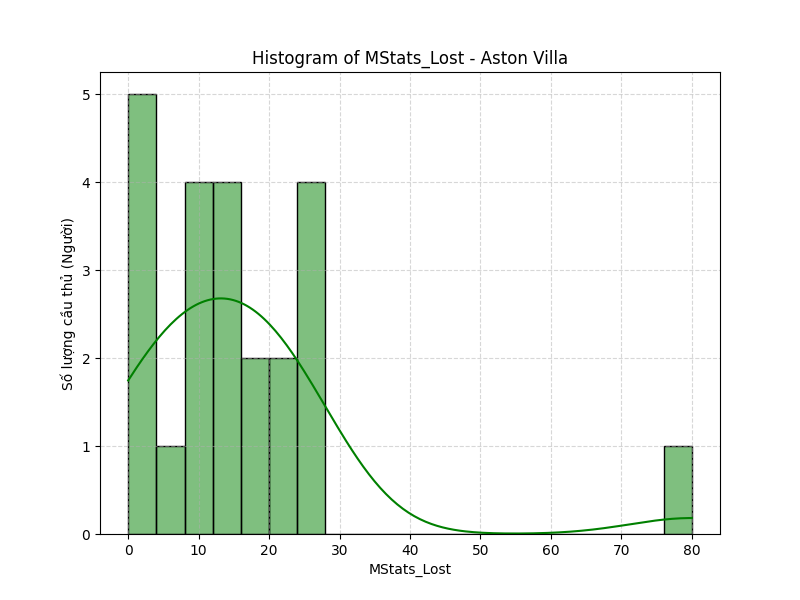 Histogram of MStats_Lost - Aston Villa
Số lượng cầu thủ (Người)
5
4
3
2
1
0
0 10 20 30 40 50 60 70 80
MStats_Lost